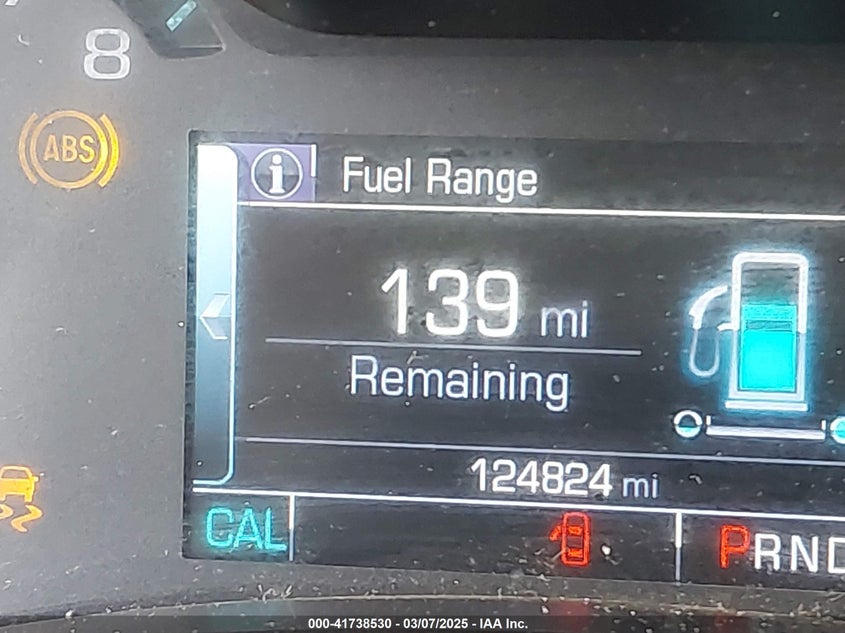 8
ABS
i Fuel Range
139 mi
Remaining
124824 mi
CAL PRND
000-41738530 - 03/07/2025 - IAA Inc.